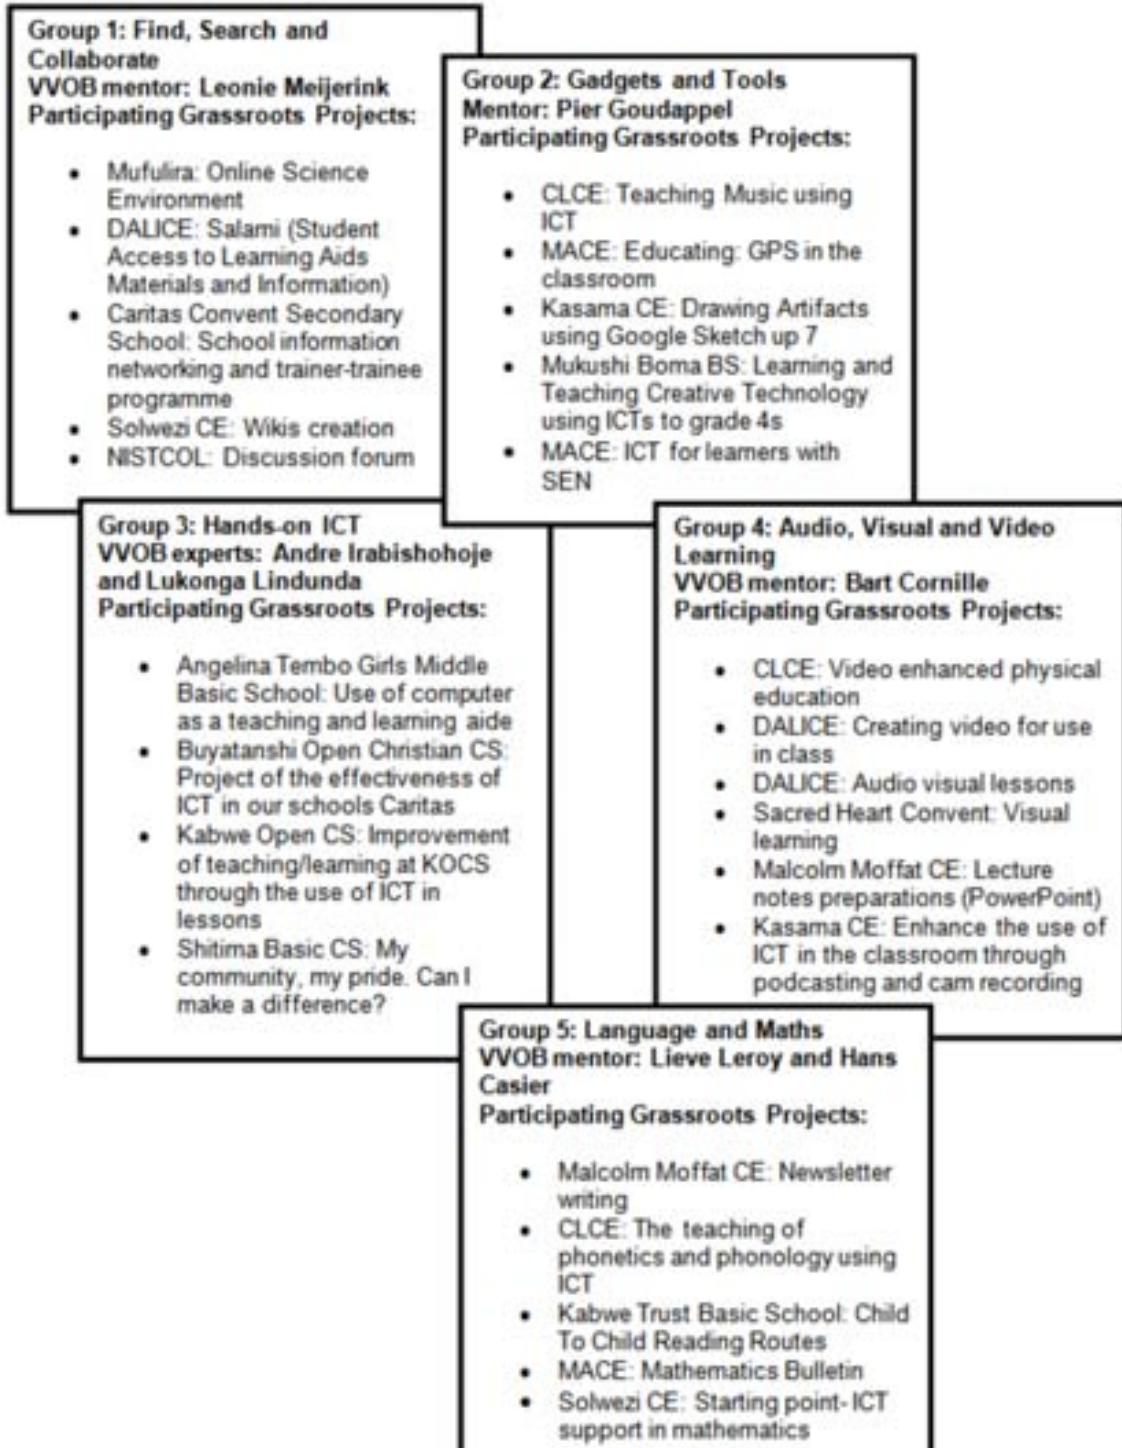 Group 1: Find, Search and
Collaborate
VVOB mentor: Leonie Meijerink
Participating Grassroots Projects:
• Mufulira: Online Science
Environment
• DALICE: Salami (Student
Access to Learning Aids
Materials and Information)
• Caritas Convent Secondary
School: School information
networking and trainer-trainee
programme
• Solwezi CE: Wikis creation
• NISTCOL: Discussion forum
Group 2: Gadgets and Tools
Mentor: Pier Goudappel
Participating Grassroots Projects:
• CLCE: Teaching Music using
ICT
• MACE: Educating: GPS in the
classroom
• Kasama CE: Drawing Artifacts
using Google Sketch up 7
• Mukushi Boma BS: Learning and
Teaching Creative Technology
using ICTs to grade 4s
• MACE: ICT for learners with
SEN
Group 3: Hands-on ICT
VVOB experts: Andre Irabishohoje
and Lukonga Lindunda
Participating Grassroots Projects:
• Angelina Tembo Girls Middle
Basic School: Use of computer
as a teaching and learning aide
• Buyatanshi Open Christian CS:
Project of the effectiveness of
ICT in our schools Caritas
• Kabwe Open CS: Improvement
of teaching/learning at KOCS
through the use of ICT in
lessons
• Shitima Basic CS: My
community, my pride. Can I
make a difference?
Group 4: Audio, Visual and Video
Learning
VVOB mentor: Bart Cornille
Participating Grassroots Projects:
• CLCE: Video enhanced physical
education
• DALICE: Creating video for use
in class
• DALICE: Audio visual lessons
• Sacred Heart Convent: Visual
learning
• Malcolm Moffat CE: Lecture
notes preparations (PowerPoint)
• Kasama CE: Enhance the use of
ICT in the classroom through
podcasting and cam recording
Group 5: Language and Maths
VVOB mentor: Lieve Leroy and Hans
Casier
Participating Grassroots Projects:
• Malcolm Moffat CE: Newsletter
writing
• CLCE: The teaching of
phonetics and phonology using
ICT
• Kabwe Trust Basic School: Child
To Child Reading Routes
• MACE: Mathematics Bulletin
• Solwezi CE: Starting point- ICT
support in mathematics